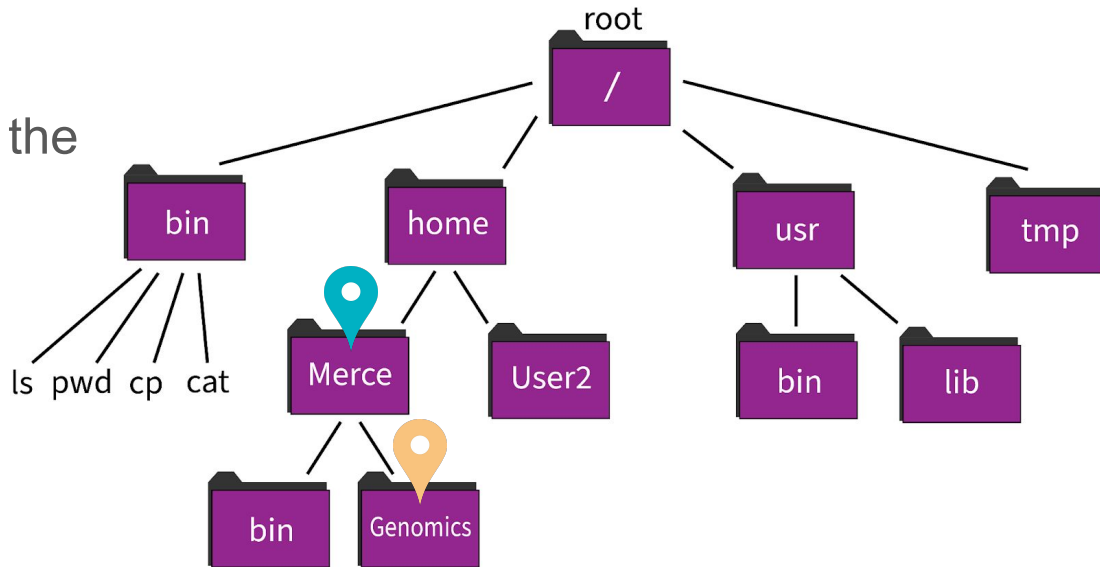 root
/
the
bin
home
usr
tmp
ls pwd cp cat
Merce
User2
bin
lib
bin
Genomics